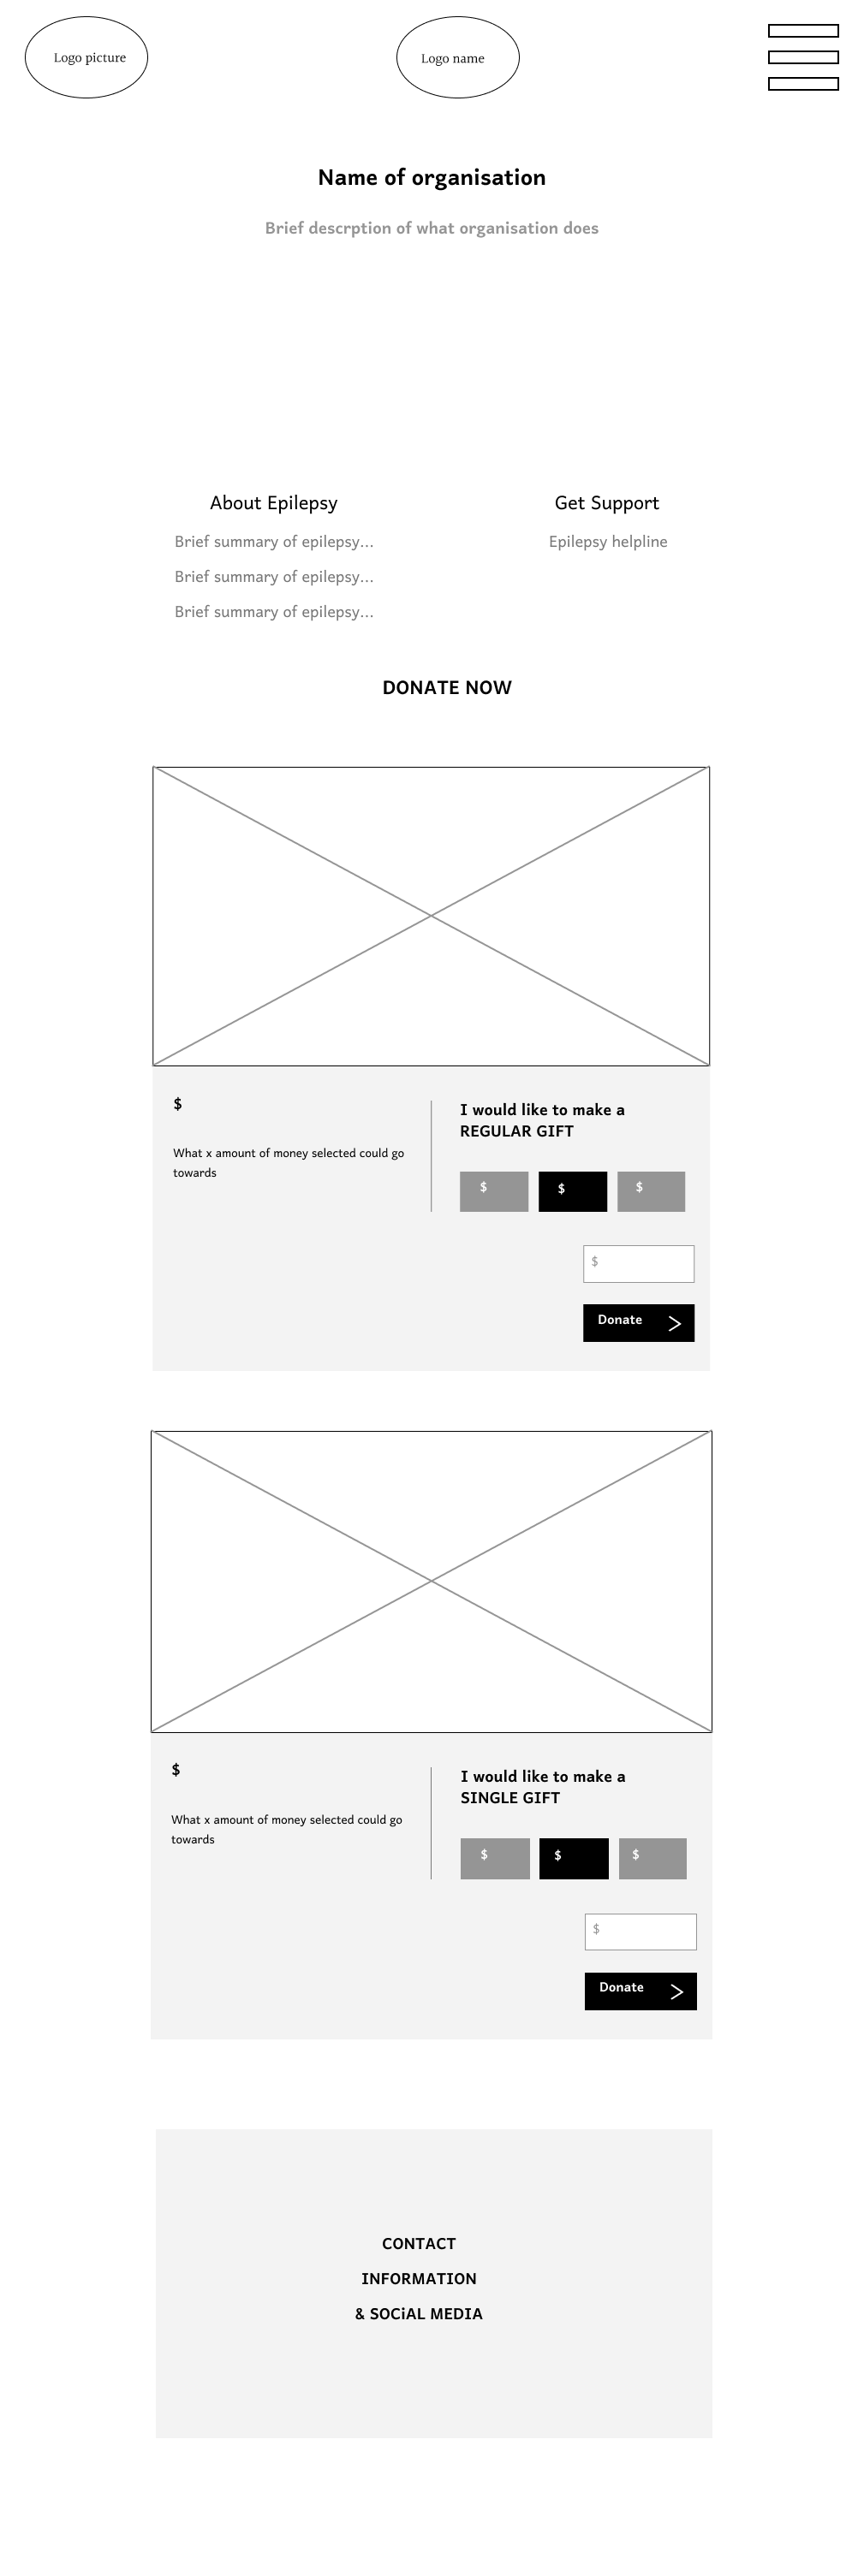 Logo picture
Logo name
Name of organisation
Brief descrption of what organisation does
About Epilepsy
Brief summary of epilepsy...
Brief summary of epilepsy...
Brief summary of epilepsy...
Get Support
Epilepsy helpline
DONATE NOW
$
What x amount of money selected could go
towards
I would like to make a
REGULAR GIFT
$ $ $
$
Donate >
$
What x amount of money selected could go
towards
I would like to make a
SINGLE GIFT
$ $ $
$
Donate >
CONTACT
INFORMATION
& SOCiAL MEDIA